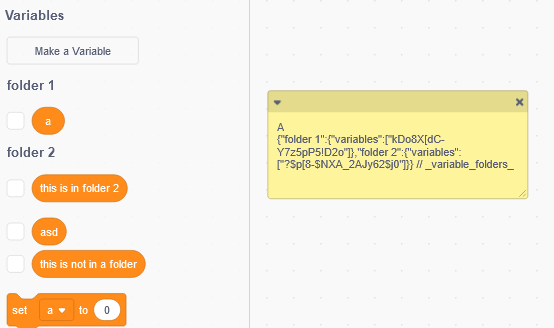 Variables
Make a Variable
folder 1
a
folder 2
this is in folder 2
asd
this is not in a folder
set a to 0
A
{"folder 1":{"variables":["kDo8X[dC-
Y7z5pP5!D2o"]},"folder 2":{"variables":
["?$p[8-$NXA_2AJy62$j0"]}} // _variable_folders_